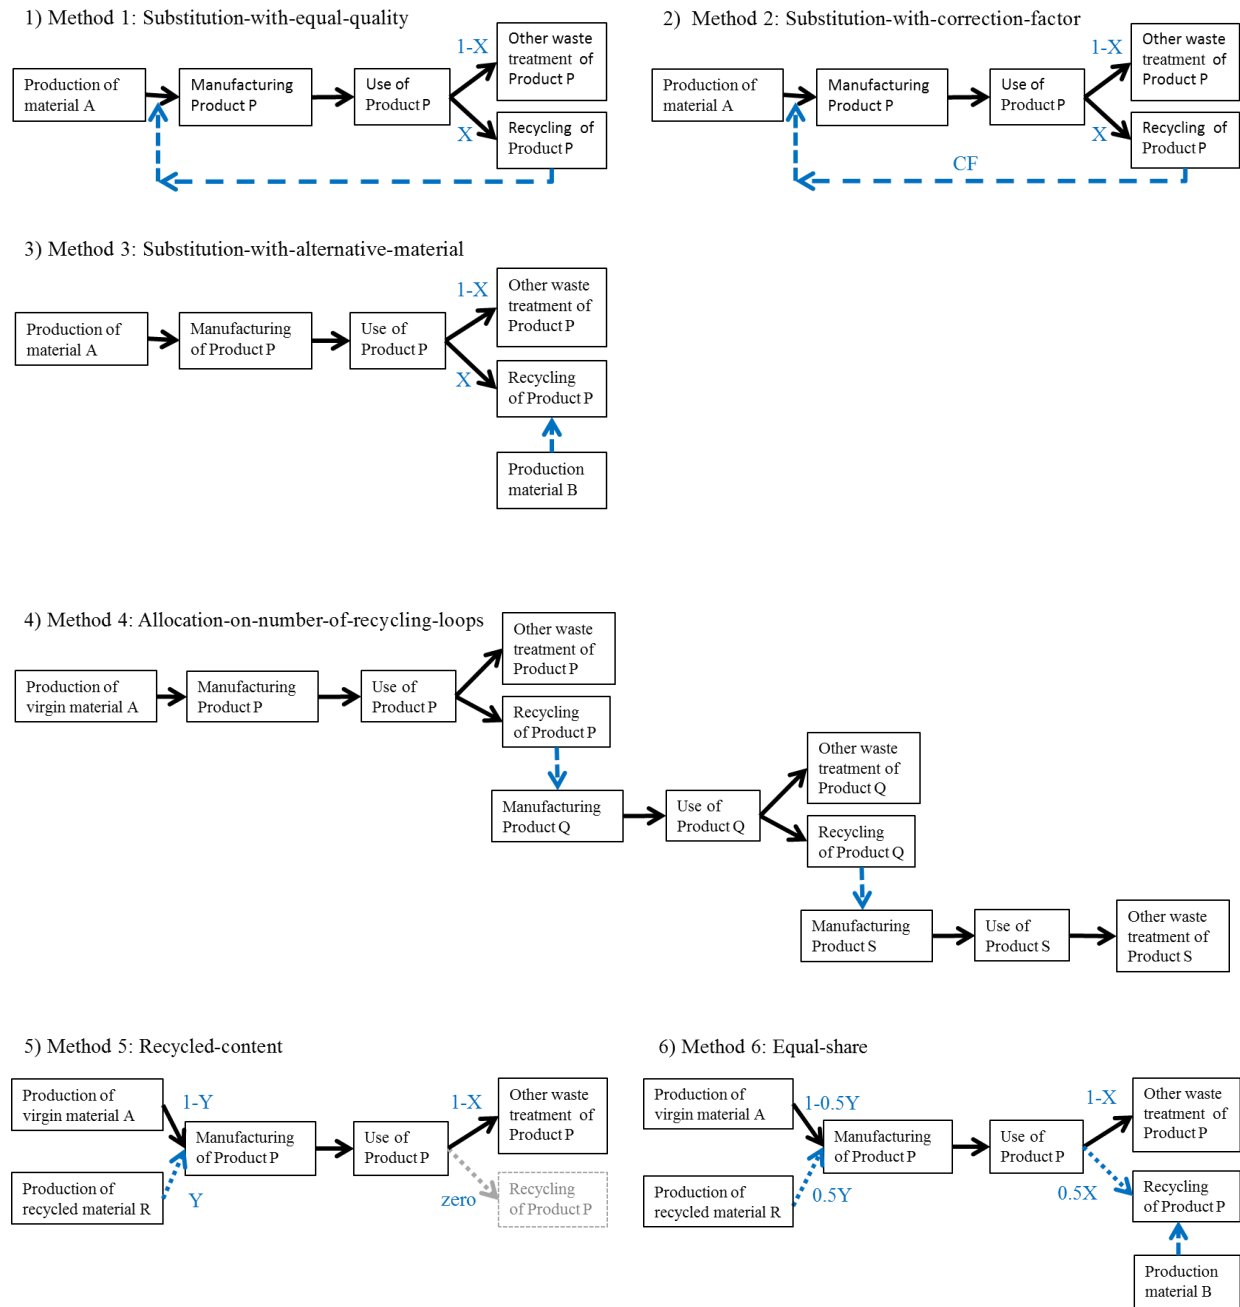 1) Method 1: Substitution-with-equal-quality
Production of
material A
Manufacturing
Product P
Use of
Product P
1-X
X
Other waste
treatment of
Product P
Recycling of
Product P
2) Method 2: Substitution-with-correction-factor
Production of
material A
Manufacturing
Product P
Use of
Product P
1-X
X
Other waste
treatment of
Product P
Recycling of
Product P
CF
3) Method 3: Substitution-with-alternative-material
Production of
material A
Manufacturing
of Product P
Use of
Product P
1-X
X
Other waste
treatment of
Product P
Recycling
of Product P
Production
material B
4) Method 4: Allocation-on-number-of-recycling-loops
Production of
virgin material A
Manufacturing
Product P
Use of
Product P
Other waste
treatment of
Product P
Recycling
of Product P
Manufacturing
Product Q
Use of
Product Q
Other waste
treatment of
Product Q
Recycling
of Product Q
Manufacturing
Product S
Use of
Product S
Other waste
treatment of
Product S
5) Method 5: Recycled-content
Production of
virgin material A
1-Y
Production of
recycled material R
Y
Manufacturing
of Product P
Use of
Product P
1-X
zero
Other waste
treatment of
Product P
Recycling
of Product P
6) Method 6: Equal-share
Production of
virgin material A
1-0.5Y
Production of
recycled material R
0.5Y
Manufacturing
of Product P
Use of
Product P
1-X
0.5X
Other waste
treatment of
Product P
Recycling
of Product P
Production
material B